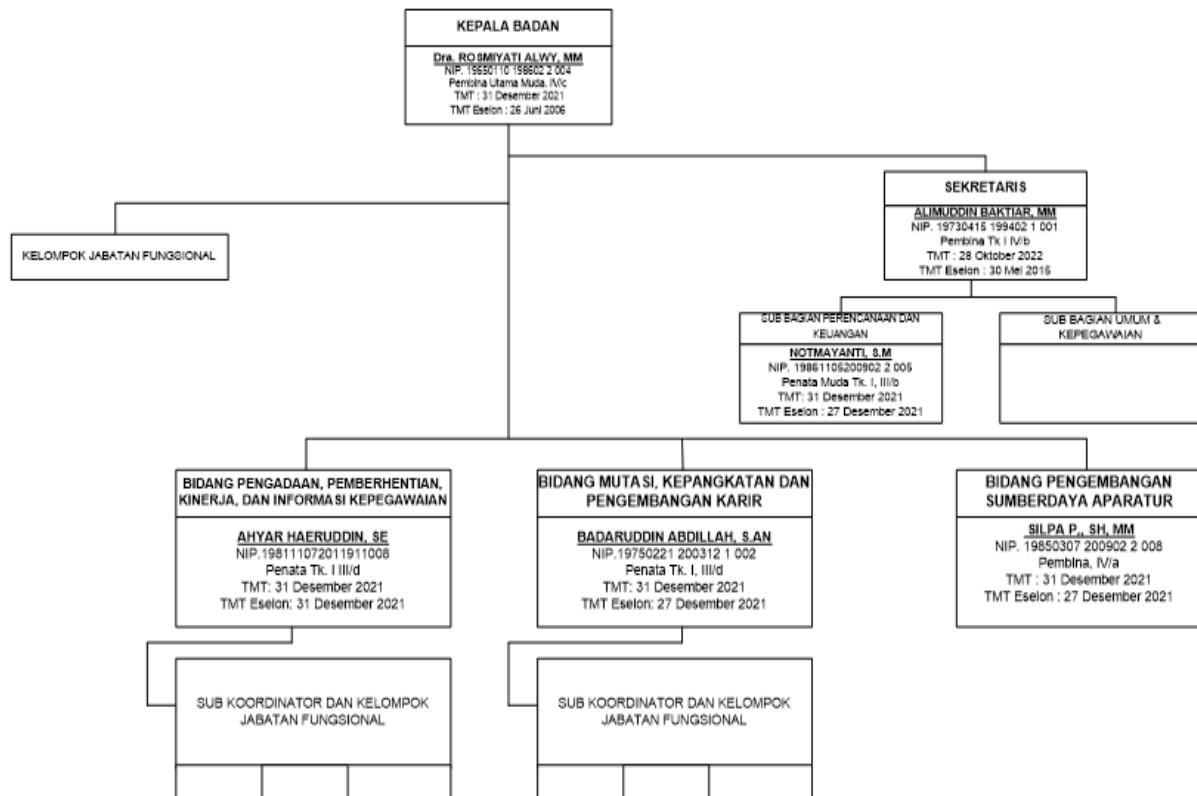 KEPALA BADAN
Dra. ROSMIYATI ALWY, MM
NIP. 19650110 198602 2 004
Pembina Utama Muda, IV/c
TMT : 31 Desember 2021
TMT Eselon : 26 Juni 2006
SEKRETARIS
ALIMUDDIN BAKTIAR, MM
NIP. 19730415 199402 1 001
Pembina Tk I IV/b
TMT : 28 Oktober 2022
TMT Eselon : 30 Mei 2016
KELOMPOK JABATAN FUNGSIONAL
SUB BAGIAN PERENCANAAN DAN
KEUANGAN
NOTMAYANTI, S.M
NIP. 19861106200902 2 005
Penata Muda Tk. I, III/b
TMT: 31 Desember 2021
TMT Eselon : 27 Desember 2021
SUB BAGIAN UMUM &
KEPEGAWAIAN
BIDANG PENGADAAN, PEMBERHENTIAN,
KINERJA, DAN INFORMASI KEPEGAWAIAN
AHYAR HAERUDDIN, SE
NIP.198111072011911008
Penata Tk. I III/d
TMT: 31 Desember 2021
TMT Eselon: 31 Desember 2021
BIDANG MUTASI, KEPANGKATAN DAN
PENGEMBANGAN KARIR
BADARUDDIN ABDILLAH, S.AN
NIP.19750221 200312 1 002
Penata Tk. I, III/d
TMT: 31 Desember 2021
TMT Eselon: 27 Desember 2021
BIDANG PENGEMBANGAN
SUMBERDAYA APARATUR
SILPA P., SH, MM
NIP. 19850307 200902 2 008
Pembina, IV/a
TMT : 31 Desember 2021
TMT Eselon : 27 Desember 2021
SUB KOORDINATOR DAN KELOMPOK
JABATAN FUNGSIONAL
SUB KOORDINATOR DAN KELOMPOK
JABATAN FUNGSIONAL